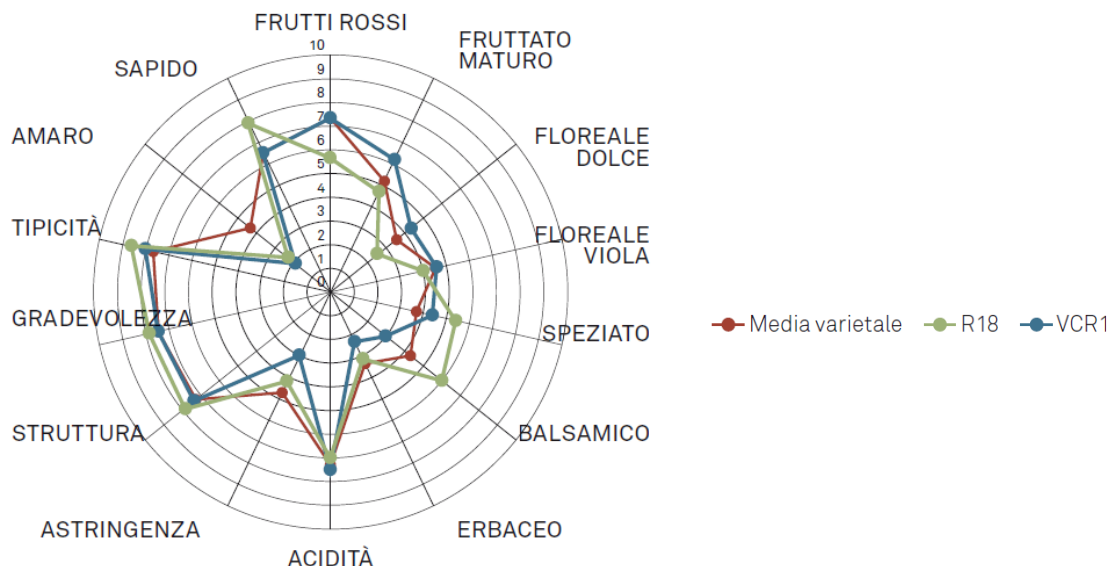 FRUTTI ROSSI
FRUTTATO
MATURO
FLOREALE
DOLCE
FLOREALE
VIOLA
SPEZIATO
BALSAMICO
ERBACEO
ACIDITÀ
ASTRINGENZA
STRUTTURA
GRADEVOLEZZA
TIPICITÀ
AMARO
SAPIDO
10
9
8
7
6
5
4
3
2
1
0
Media varietale
R18
VCR1